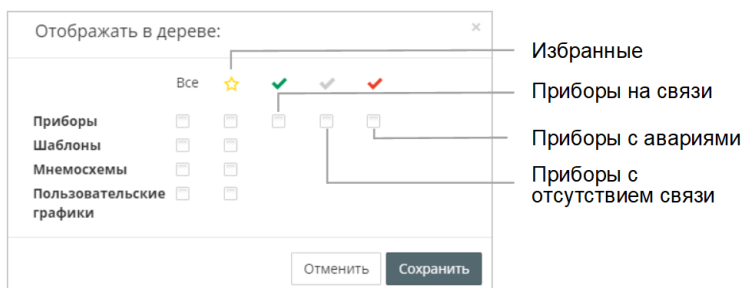 Отображать в дереве:
×
Избранные
Все
Приборы на связи
Приборы
Шаблоны
Приборы с авариями
Мнемосхемы
Приборы с
отсутствием связи
Пользовательские
графики
Отменить
Сохранить